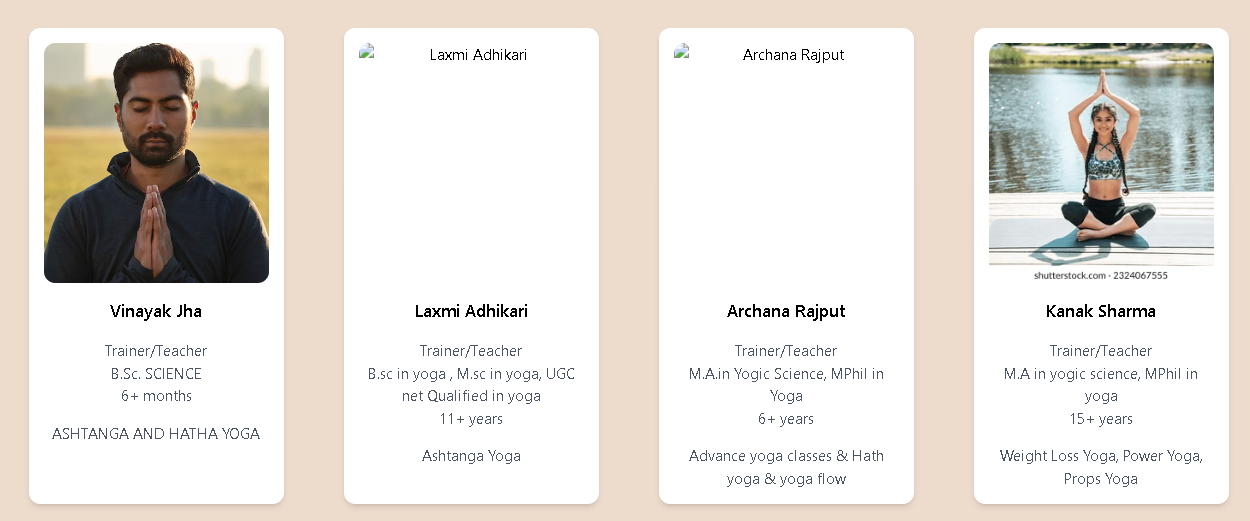 Vinayak Jha
Trainer/Teacher
B.Sc. SCIENCE
6+ months
ASHTANGA AND HATHA YOGA
Laxmi Adhikari
Laxmi Adhikari
Trainer/Teacher
B.sc in yoga , M.sc in yoga, UGC
net Qualified in yoga
11+ years
Ashtanga Yoga
Archana Rajput
Archana Rajput
Trainer/Teacher
M.A.in Yogic Science, MPhil in
Yoga
6+ years
Advance yoga classes & Hath
yoga & yoga flow
shutterstock.com · 2324067555
Kanak Sharma
Trainer/Teacher
M.A in yogic science, MPhil in
yoga
15+ years
Weight Loss Yoga, Power Yoga,
Props Yoga